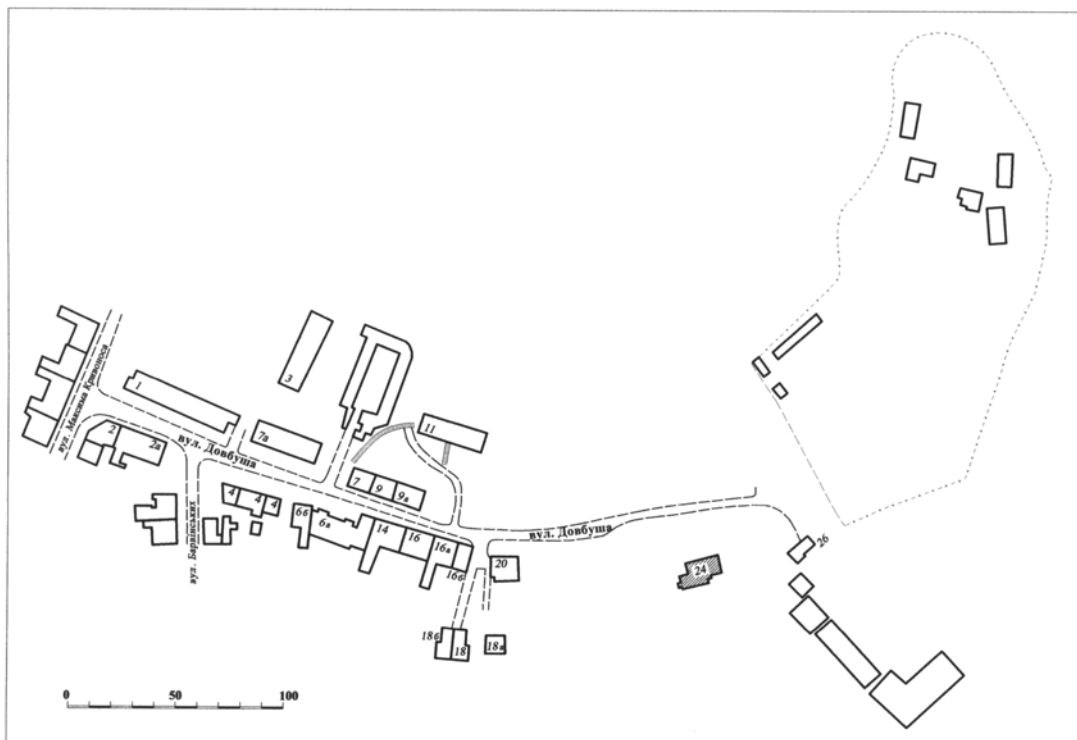 вул. Максима Кривоноса
1
3
2
2а
7а
11
вул. Довбуша
вул. Барвінських
4
4
4
6б
6а
7
9
9а
14
16
16а
16б
20
вул. Довбуша
24
26
18б
18
18а
0 50 100